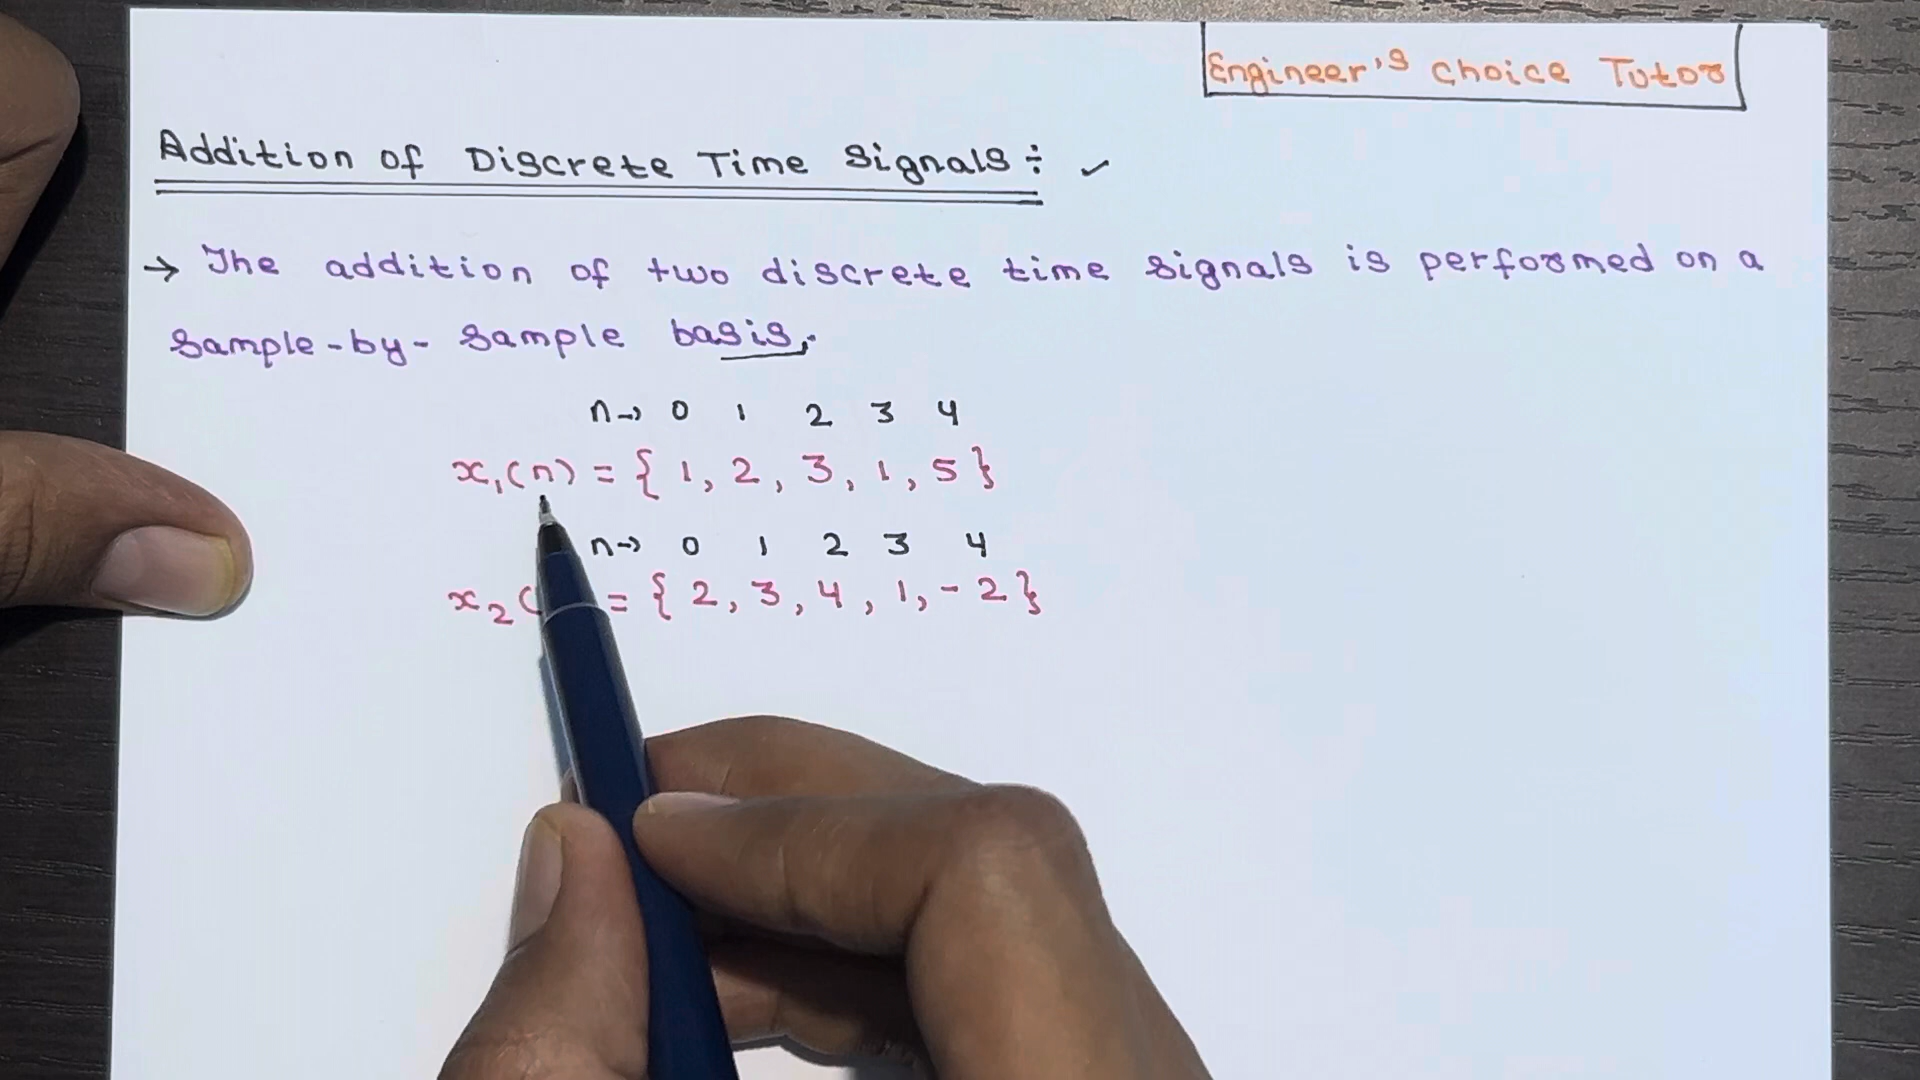 Engineer's Choice Tutor
Addition of Discrete Time Signals ÷ ✓
→ The addition of two discrete time signals is performed on a
sample-by-sample basis.
n→ 0 1 2 3 4
x₁(n) = { 1, 2, 3, 1, 5 }
n→ 0 1 2 3 4
x₂( = { 2, 3, 4, 1, -2 }